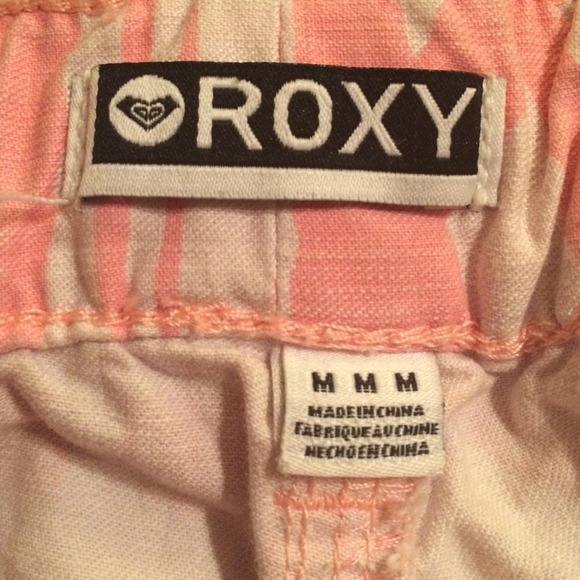 ROXY
M M M
MADE IN CHINA
FABRIQUE AU CHINE
HECHO EN CHINA